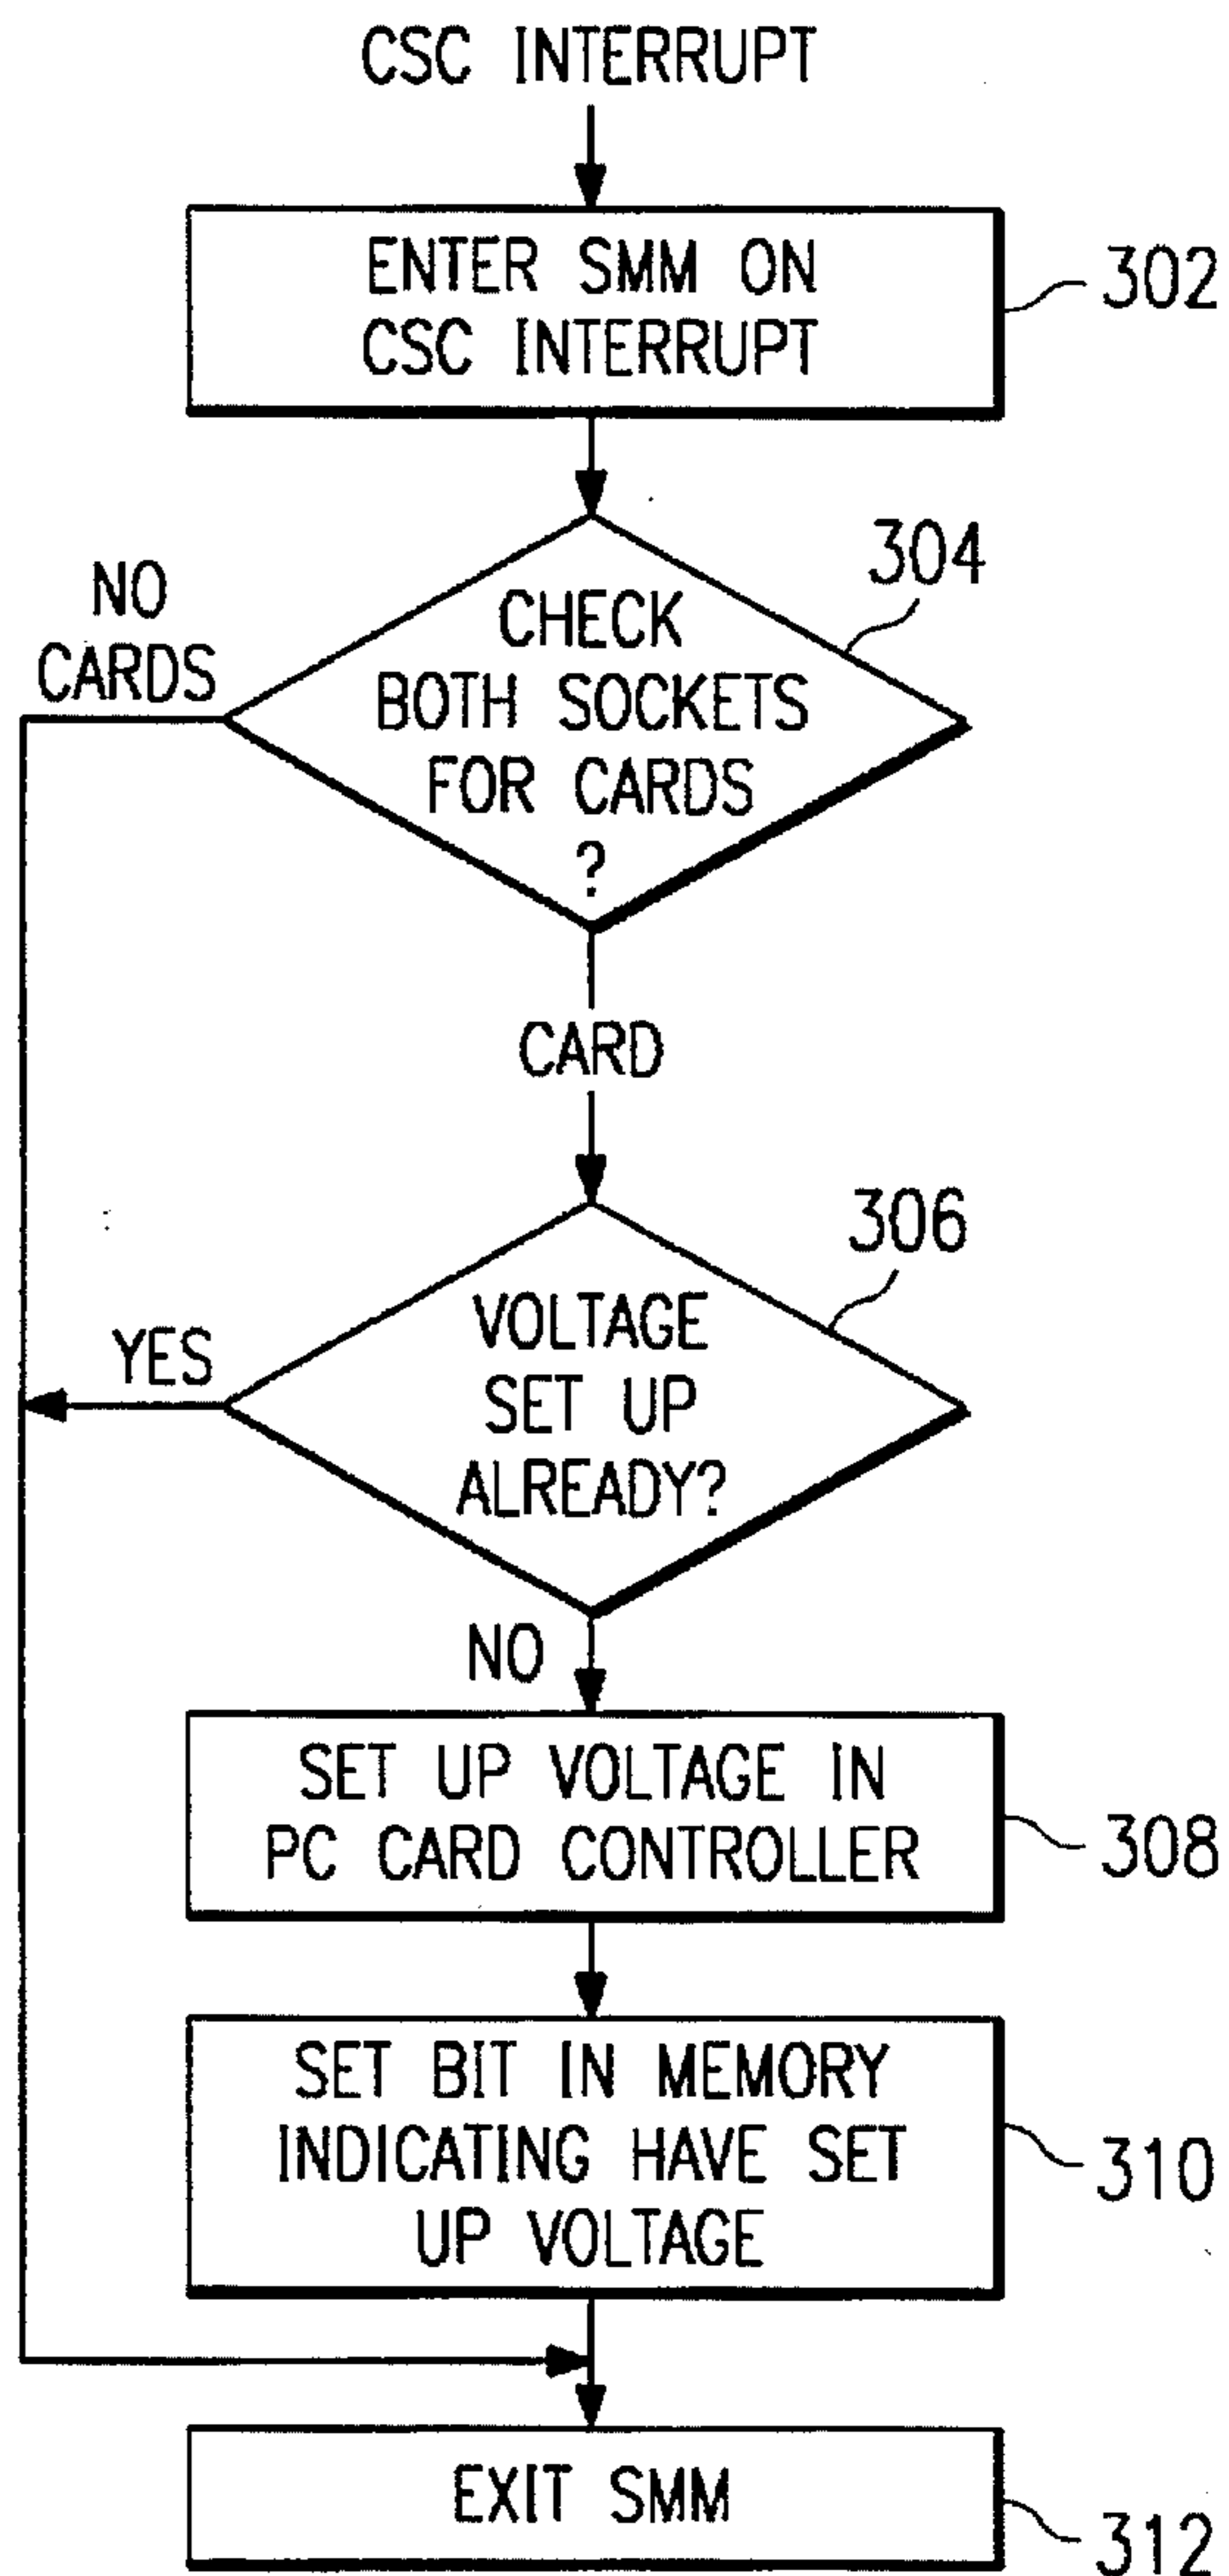 CSC INTERRUPT
ENTER SMM ON
CSC INTERRUPT
302
304
NO
CARDS
CHECK
BOTH SOCKETS
FOR CARDS
?
CARD
306
YES
VOLTAGE
SET UP
ALREADY?
NO
SET UP VOLTAGE IN
PC CARD CONTROLLER
308
SET BIT IN MEMORY
INDICATING HAVE SET
UP VOLTAGE
310
EXIT SMM
312